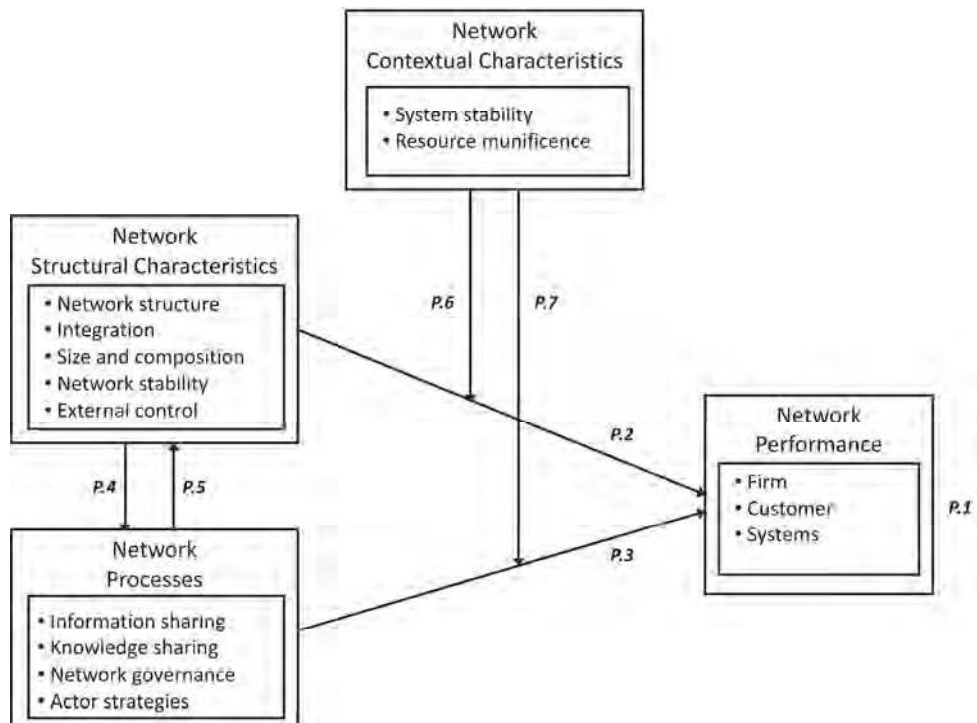 Network
Contextual Characteristics
• System stability
• Resource munificence
Network
Structural Characteristics
• Network structure
• Integration
• Size and composition
• Network stability
• External control
P.6
P.7
P.2
Network
Performance
• Firm
• Customer
• Systems
P.1
P.4
P.5
P.3
Network
Processes
• Information sharing
• Knowledge sharing
• Network governance
• Actor strategies